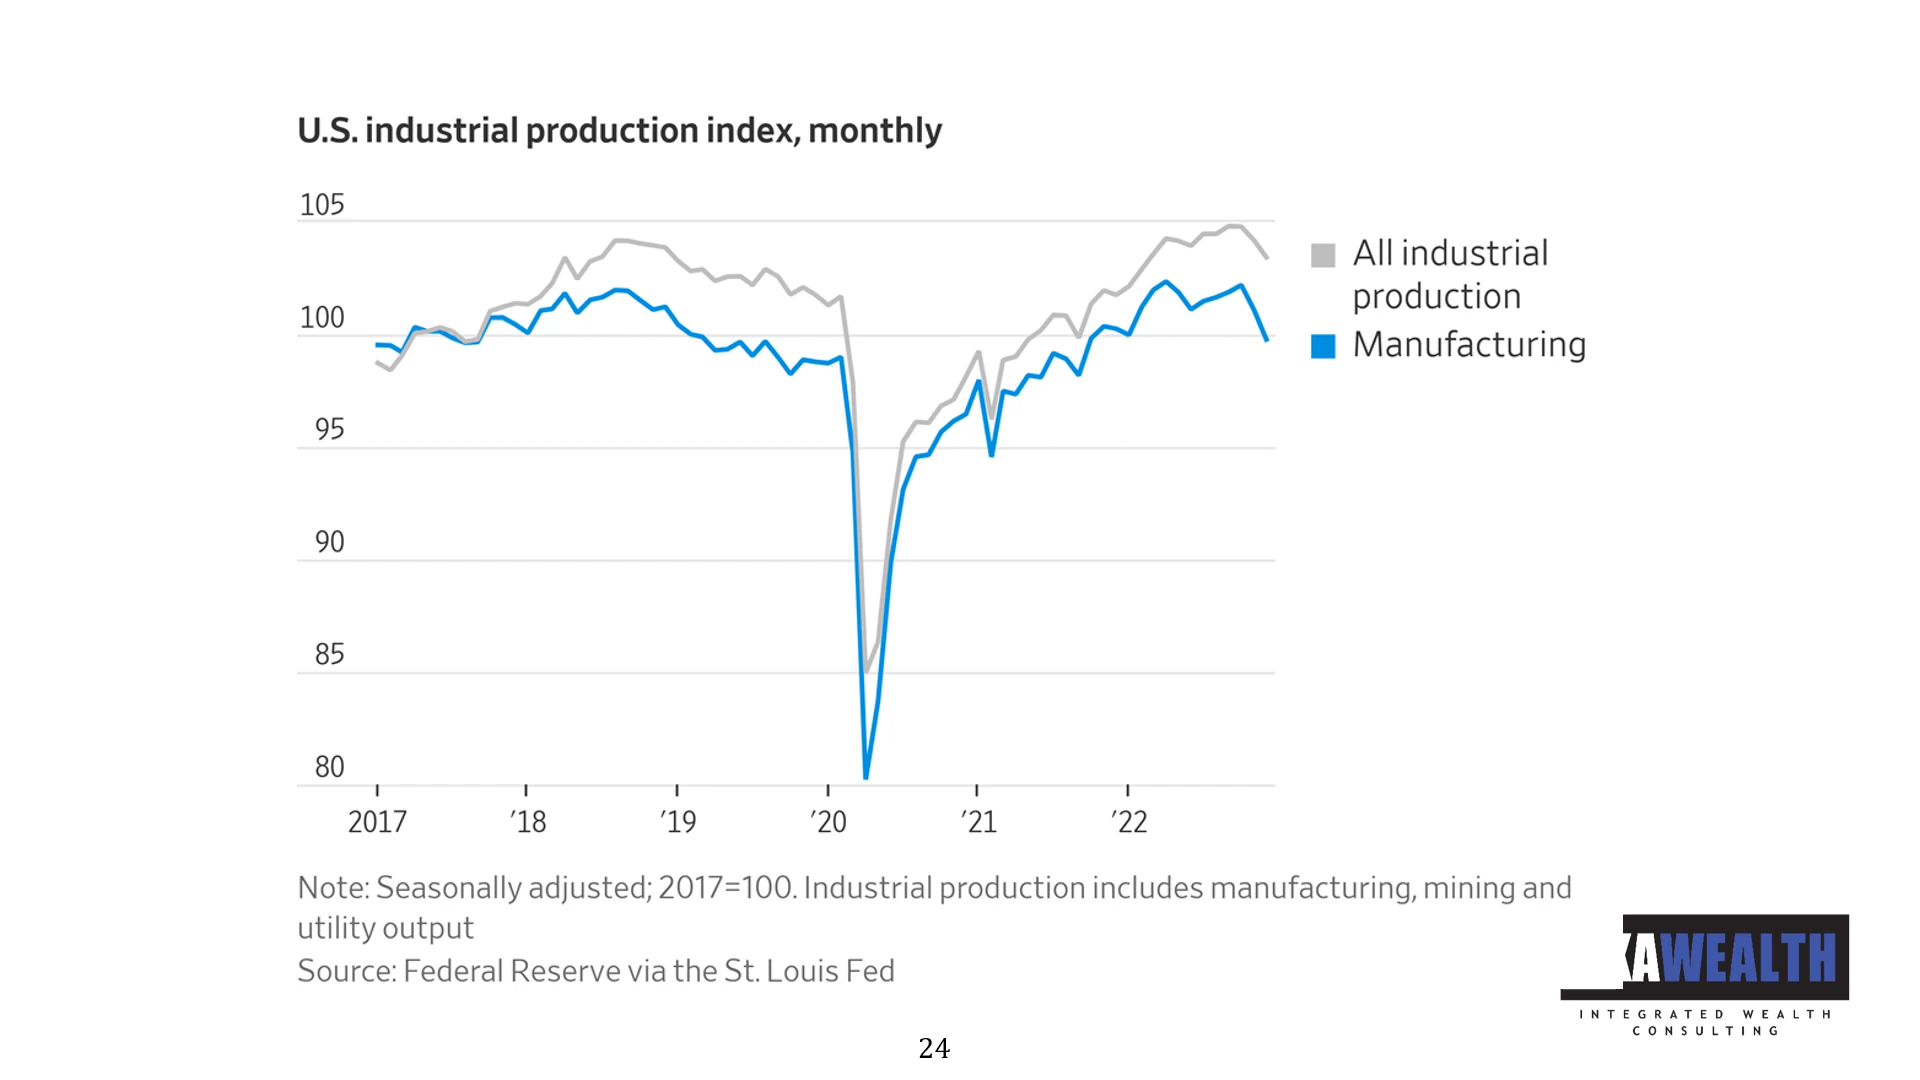 U.S. industrial production index, monthly
105
100
95
90
85
80
2017
'18
'19
'20
'21
'22
All industrial
production
Manufacturing
Note: Seasonally adjusted; 2017=100. Industrial production includes manufacturing, mining and
utility output
Source: Federal Reserve via the St. Louis Fed
AWEALTH
INTEGRATED WEALTH
CONSULTING
24